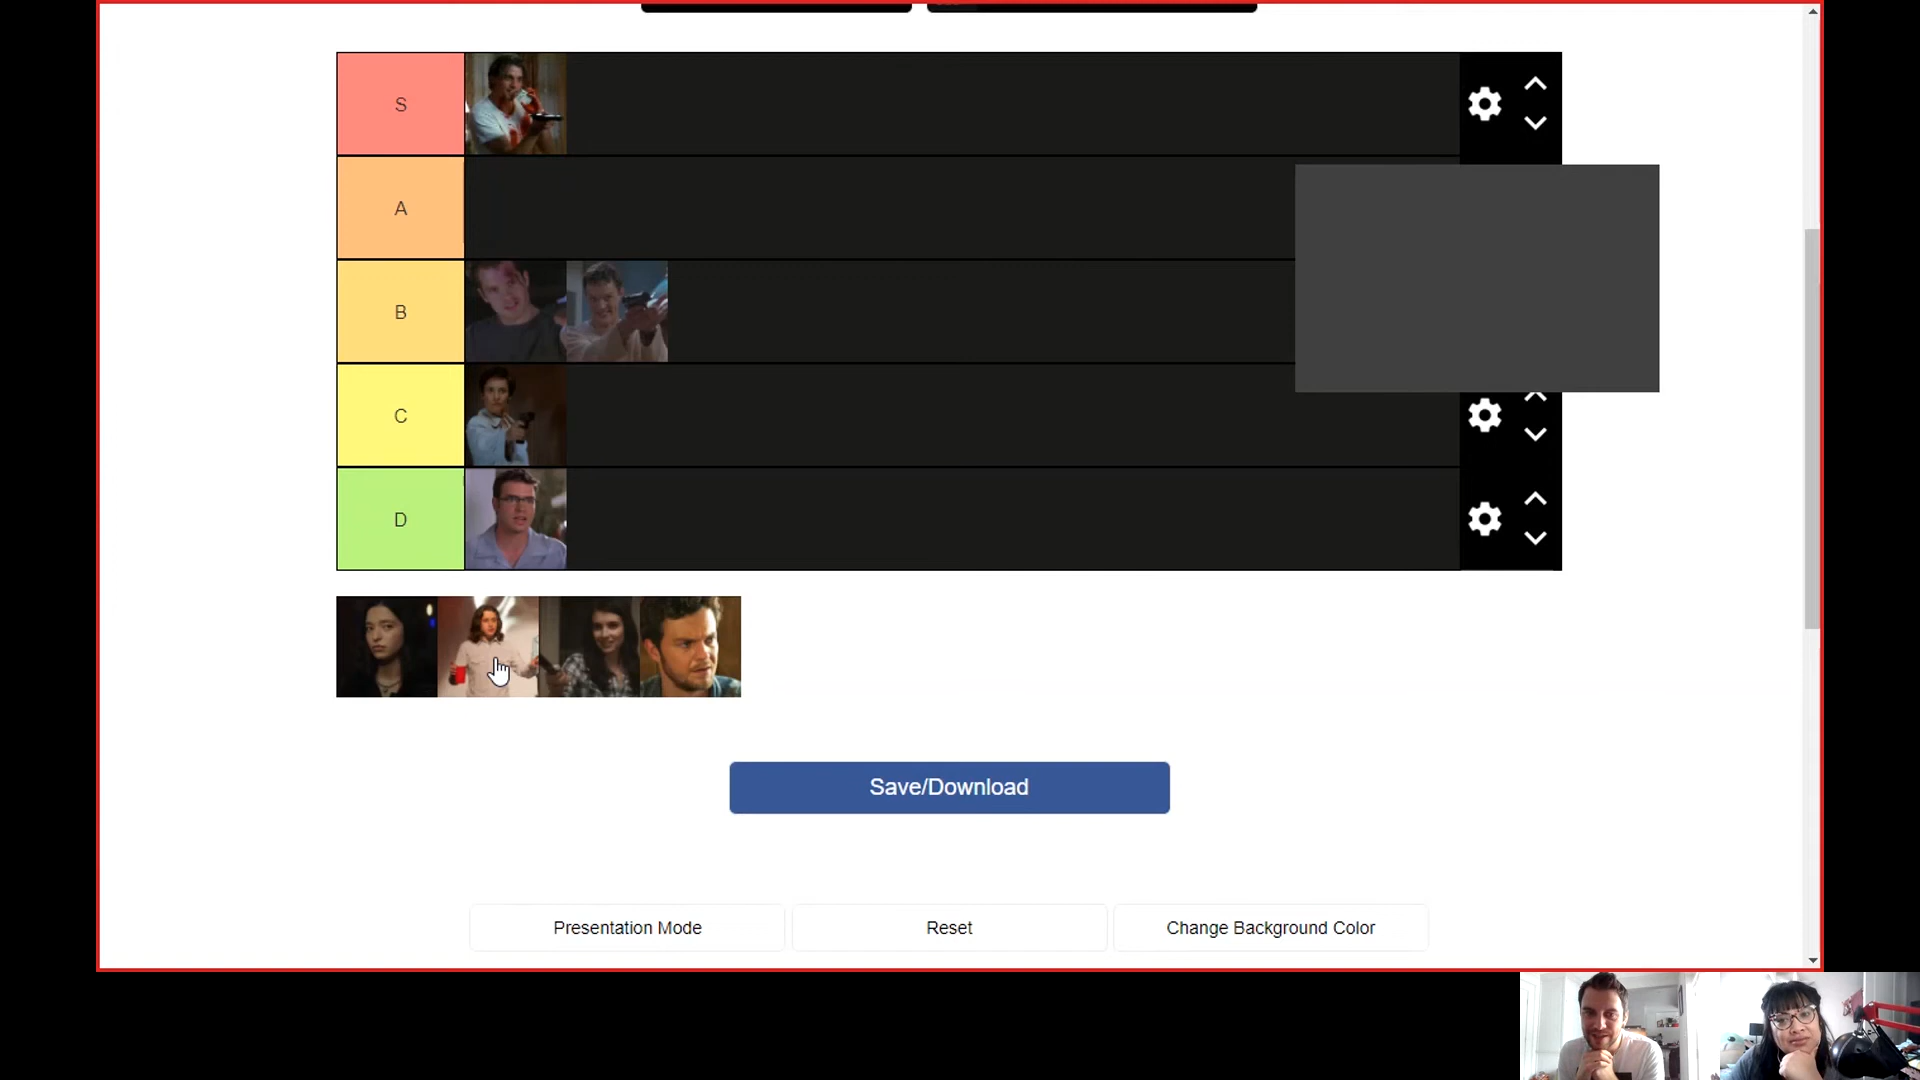 S
A
B
C
D
Save/Download
Presentation Mode
Reset
Change Background Color